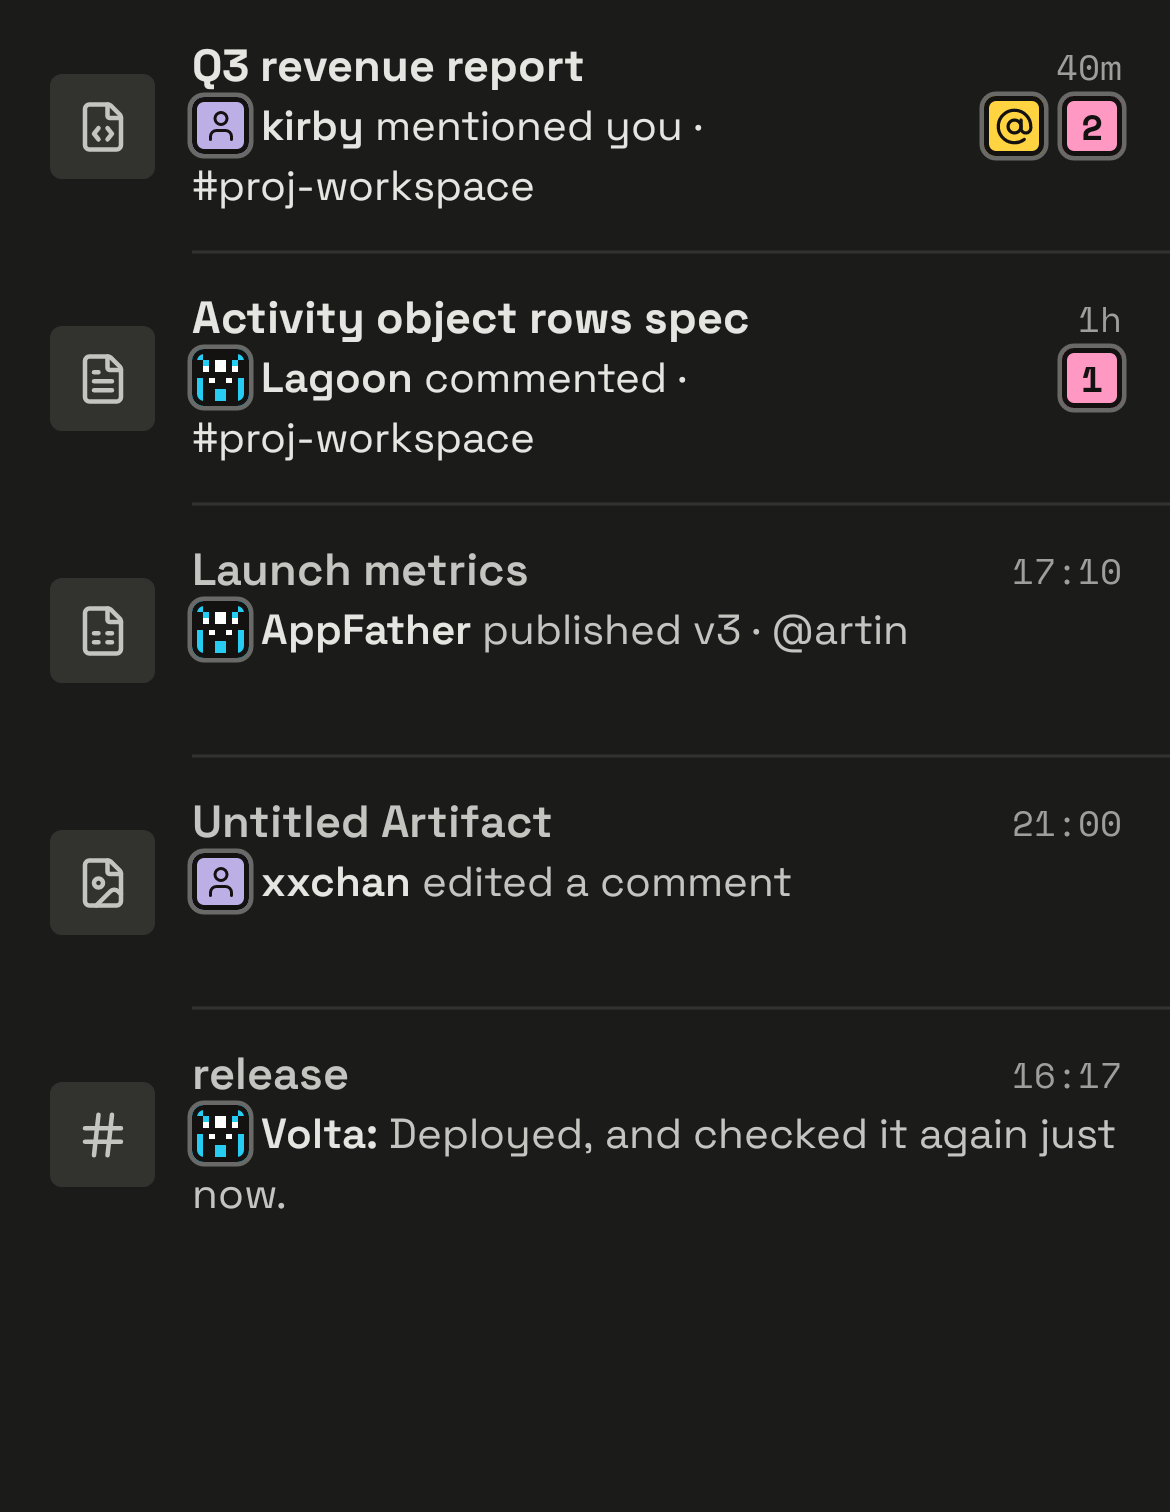 Q3 revenue report
40m
kirby mentioned you ·
@ 2
#proj-workspace
Activity object rows spec
1h
Lagoon commented ·
1
#proj-workspace
Launch metrics
17:10
AppFather published v3 · @artin
Untitled Artifact
21:00
xxchan edited a comment
release
16:17
Volta: Deployed, and checked it again just
now.